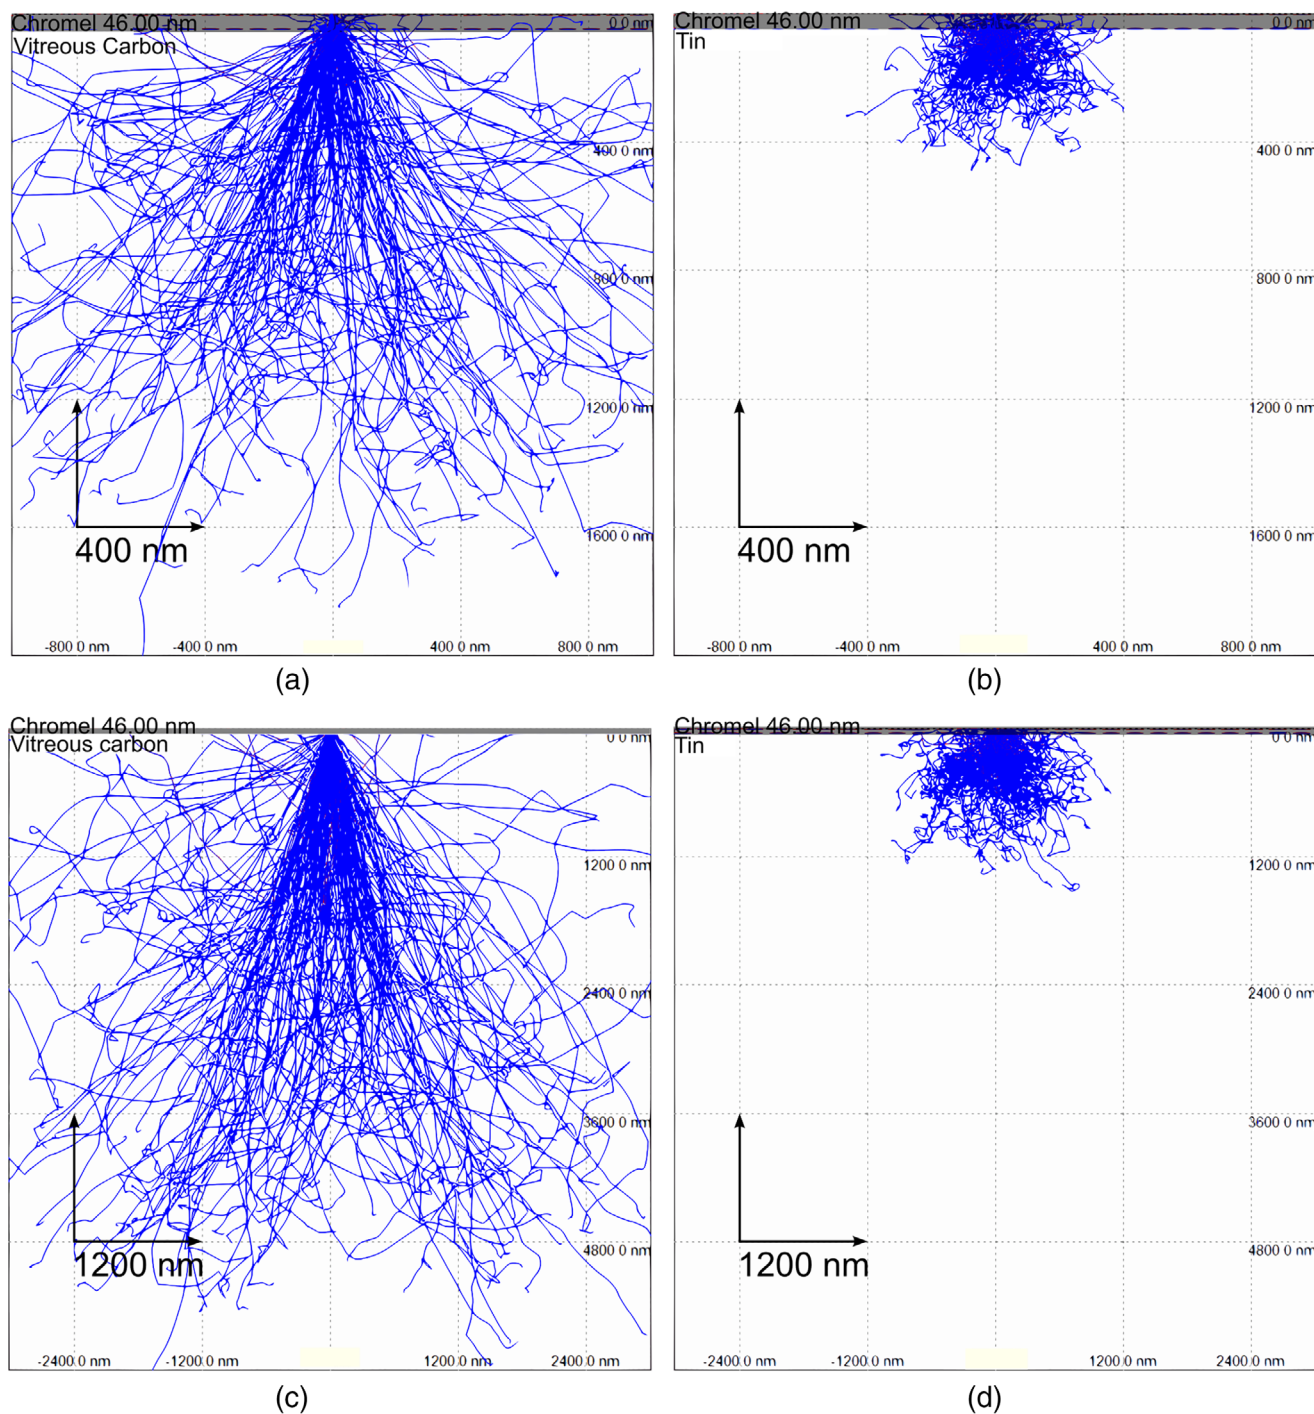 Chromel 46.00 nm
0.0 nm
Vitreous Carbon
400 0 nm
800 0 nm
1200 0 nm
1600 0 nm
400 nm
-800 0 nm -400 0 nm 400 0 nm 800 0 nm
(a)
Chromel 46.00 nm
0.0 nm
Tin
400 0 nm
800 0 nm
1200 0 nm
1600 0 nm
400 nm
-800 0 nm -400 0 nm 400 0 nm 800 0 nm
(b)
Chromel 46.00 nm
0 0 nm
Vitreous carbon
1200 0 nm
2400 0 nm
3600 0 nm
4800 0 nm
1200 nm
-2400.0 nm -1200.0 nm 1200.0 nm 2400.0 nm
(c)
Chromel 46.00 nm
0 0 nm
Tin
1200 0 nm
2400 0 nm
3600 0 nm
4800 0 nm
1200 nm
-2400.0 nm -1200.0 nm 1200.0 nm 2400.0 nm
(d)